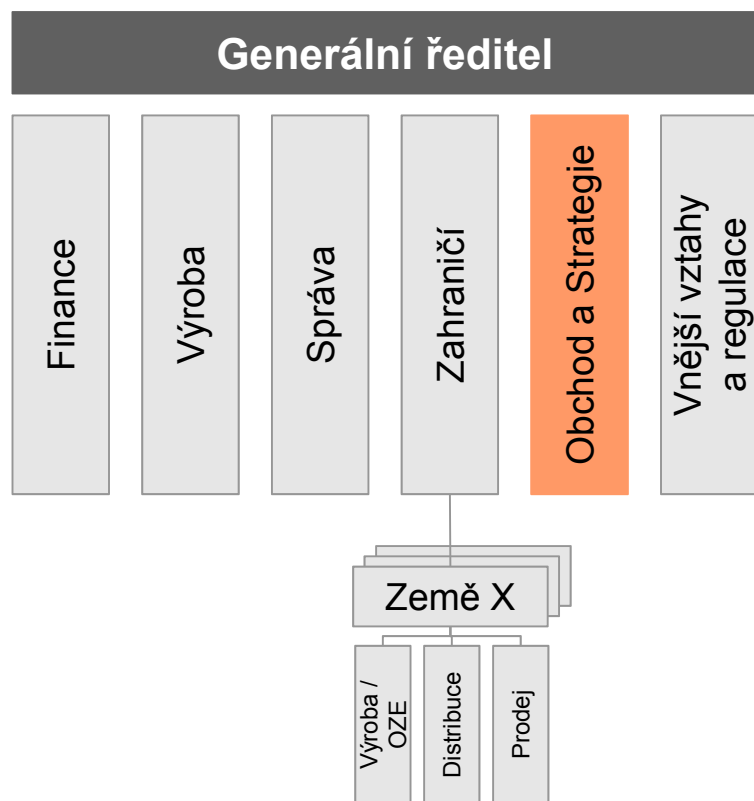 Generální ředitel
Finance
Výroba
Správa
Zahraničí
Obchod a Strategie
Vnější vztahy
a regulace
Země X
Výroba /
OZE
Distribuce
Prodej